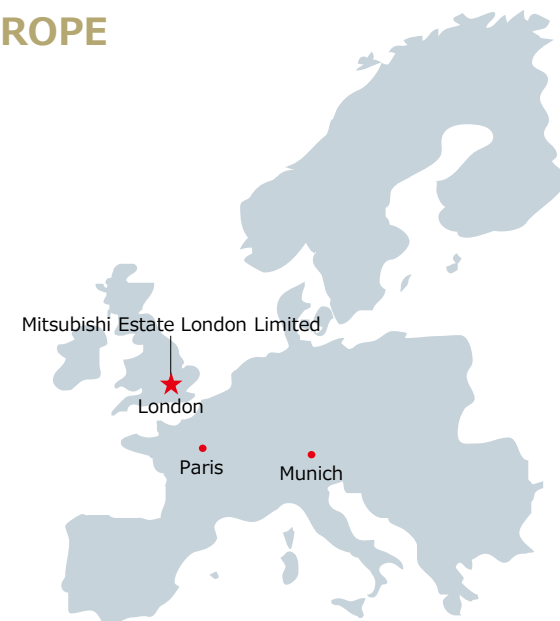 ROPE
Mitsubishi Estate London Limited
London
Paris
Munich